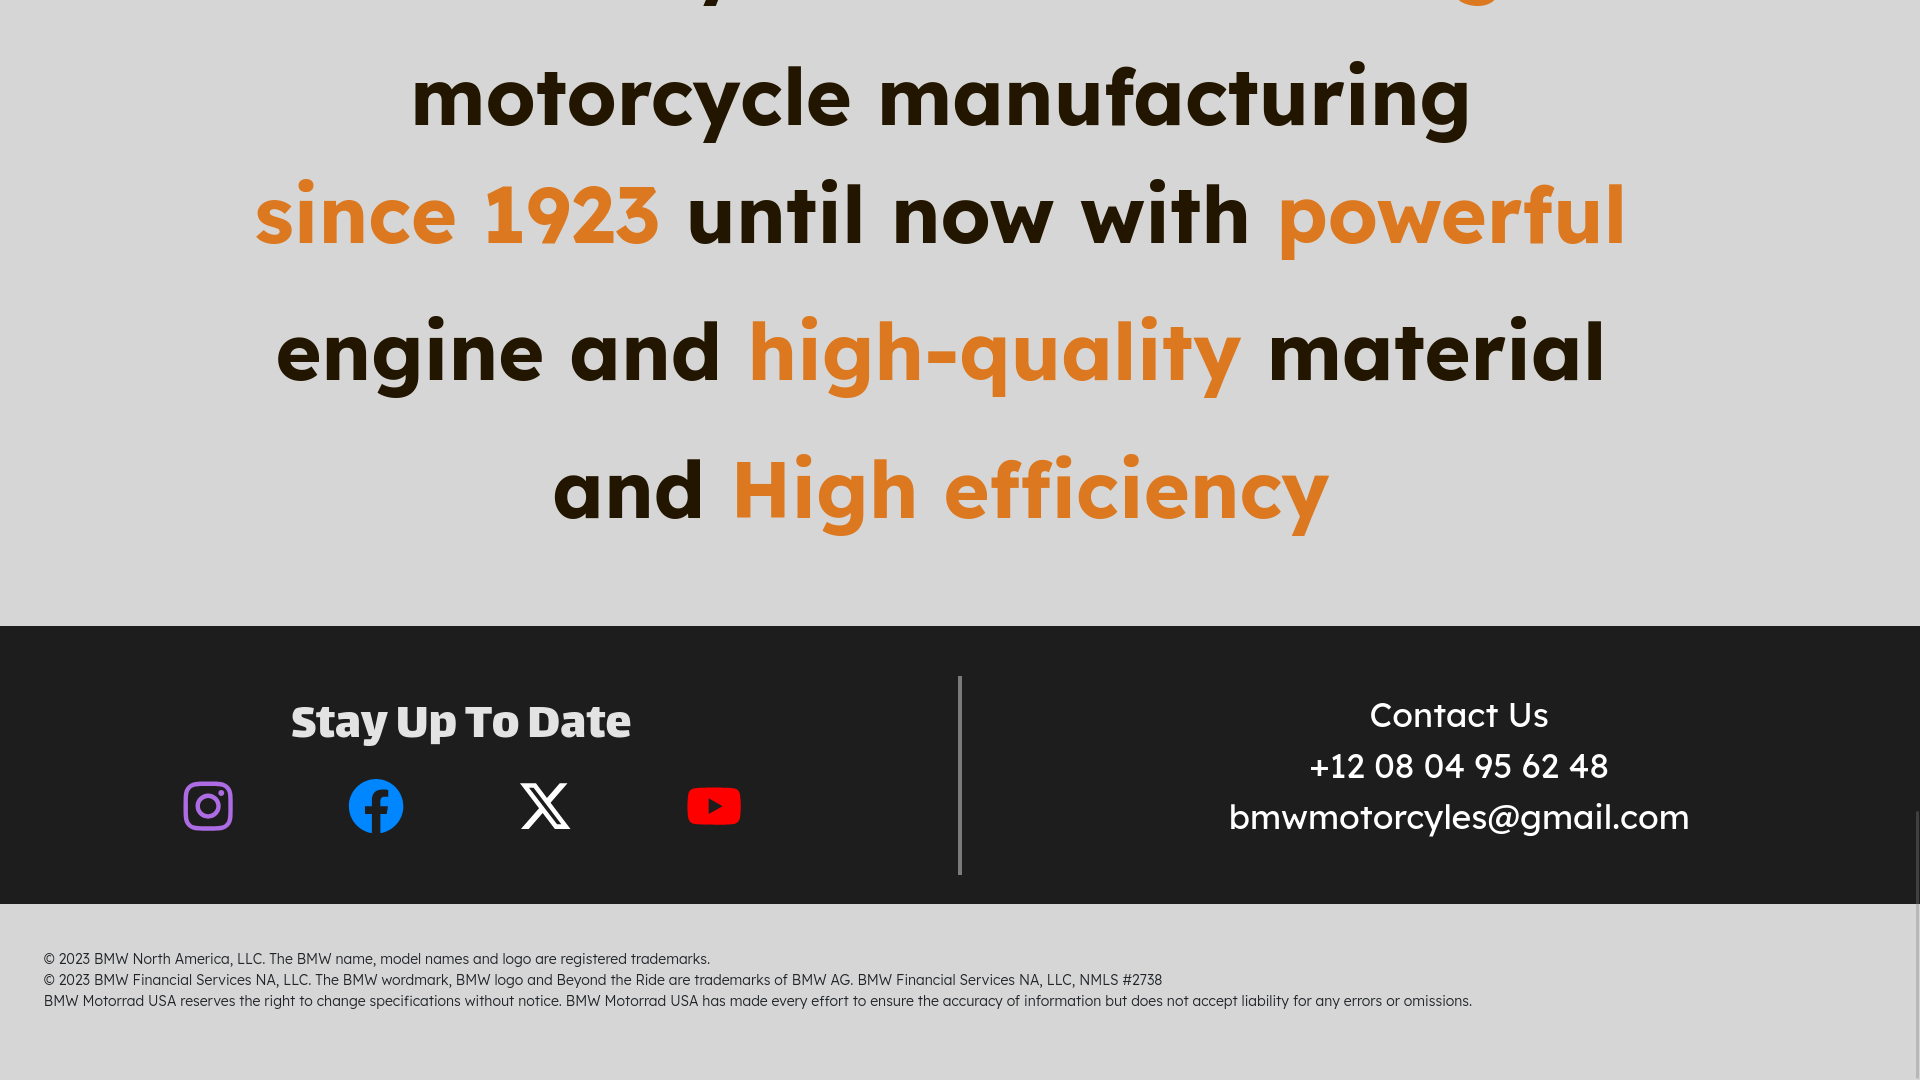 motorcycle manufacturing
since 1923 until now with powerful
engine and high-quality material
and High efficiency
Stay Up To Date
Contact Us
+12 08 04 95 62 48
bmwmotorcyles@gmail.com
© 2023 BMW North America, LLC. The BMW name, model names and logo are registered trademarks.
© 2023 BMW Financial Services NA, LLC. The BMW wordmark, BMW logo and Beyond the Ride are trademarks of BMW AG. BMW Financial Services NA, LLC, NMLS #2738
BMW Motorrad USA reserves the right to change specifications without notice. BMW Motorrad USA has made every effort to ensure the accuracy of information but does not accept liability for any errors or omissions.